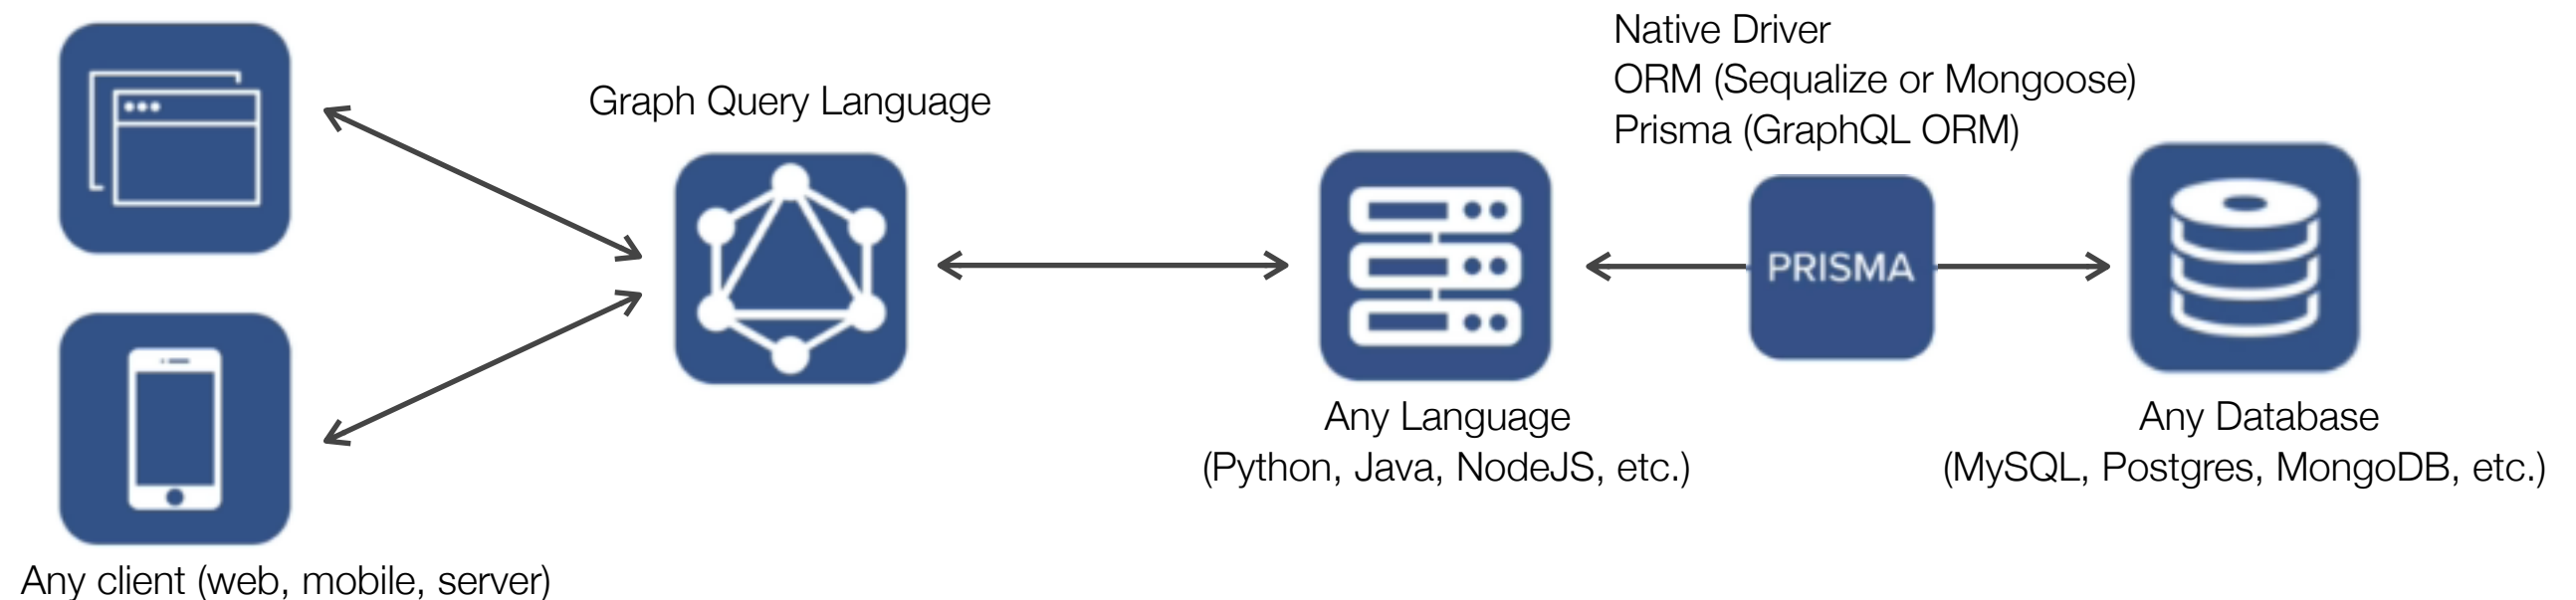 Native Driver
ORM (Sequalize or Mongoose)
Prisma (GraphQL ORM)
Graph Query Language
PRISMA
Any Language
(Python, Java, NodeJS, etc.)
Any Database
(MySQL, Postgres, MongoDB, etc.)
Any client (web, mobile, server)